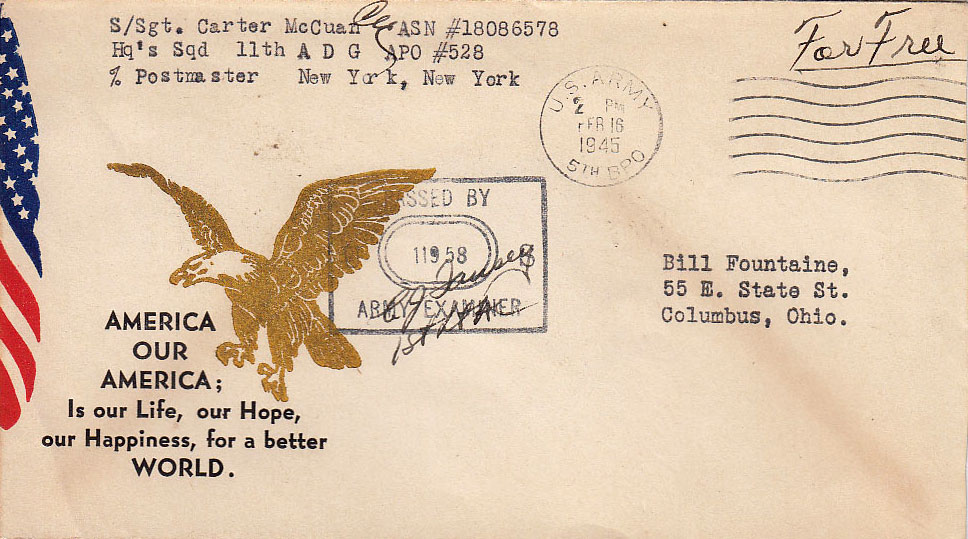 S/Sgt. Carter McCuan ASN #18086578
Hq's Sqd 11th A D G APO #528
% Postmaster New York, New York
For Free
U.S. ARMY
2 PM
FEB 16
1945
5TH BPO
PASSED BY
11958
ARMY EXAMINER
Bill Fountaine,
55 E. State St.
Columbus, Ohio.
AMERICA
OUR
AMERICA;
Is our Life, our Hope,
our Happiness, for a better
WORLD.